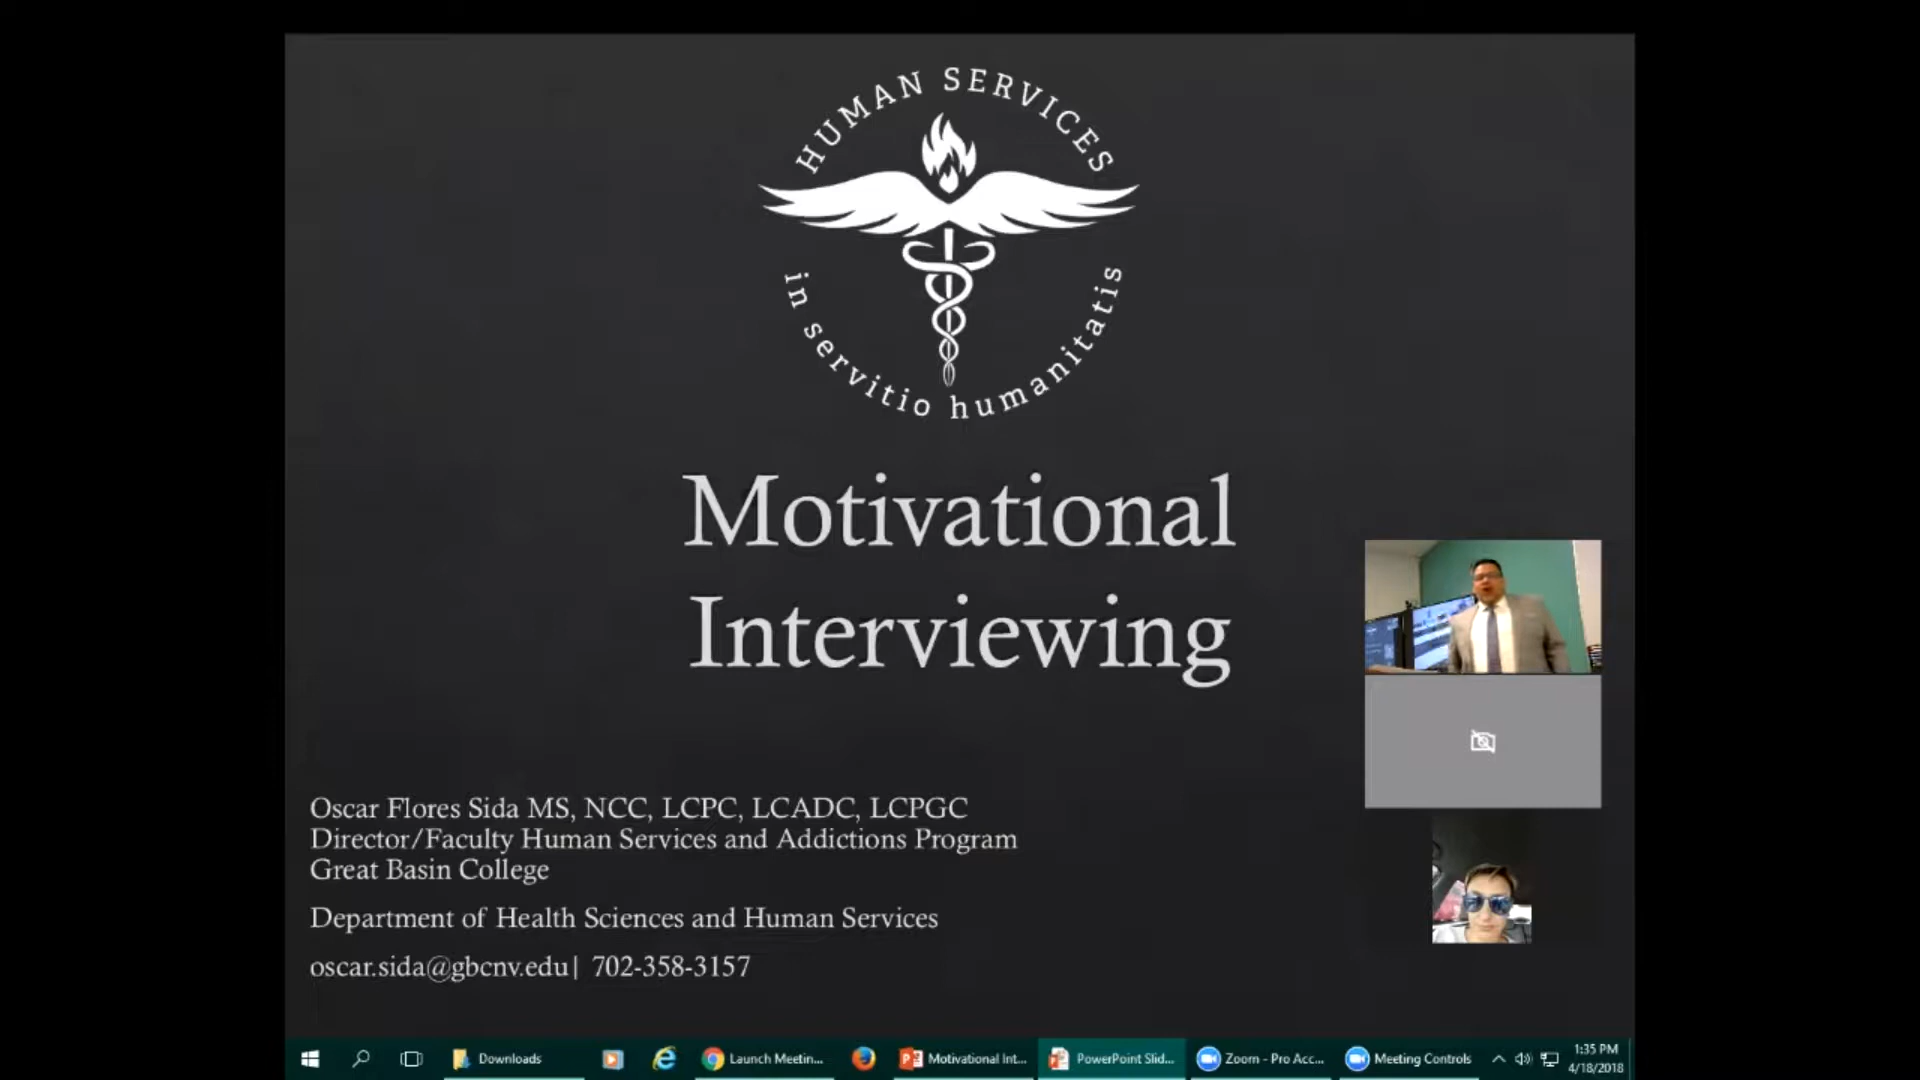 HUMAN SERVICES
in servitio humanitatis
Motivational
Interviewing
Oscar Flores Sida MS, NCC, LCPC, LCADC, LCPGC
Director/Faculty Human Services and Addictions Program
Great Basin College
Department of Health Sciences and Human Services
oscar.sida@gbcnv.edu| 702-358-3157
Downloads
Launch Meetin...
Motivational Int...
PowerPoint Slid...
Zoom - Pro Acc...
Meeting Controls
1:35 PM
4/18/2018